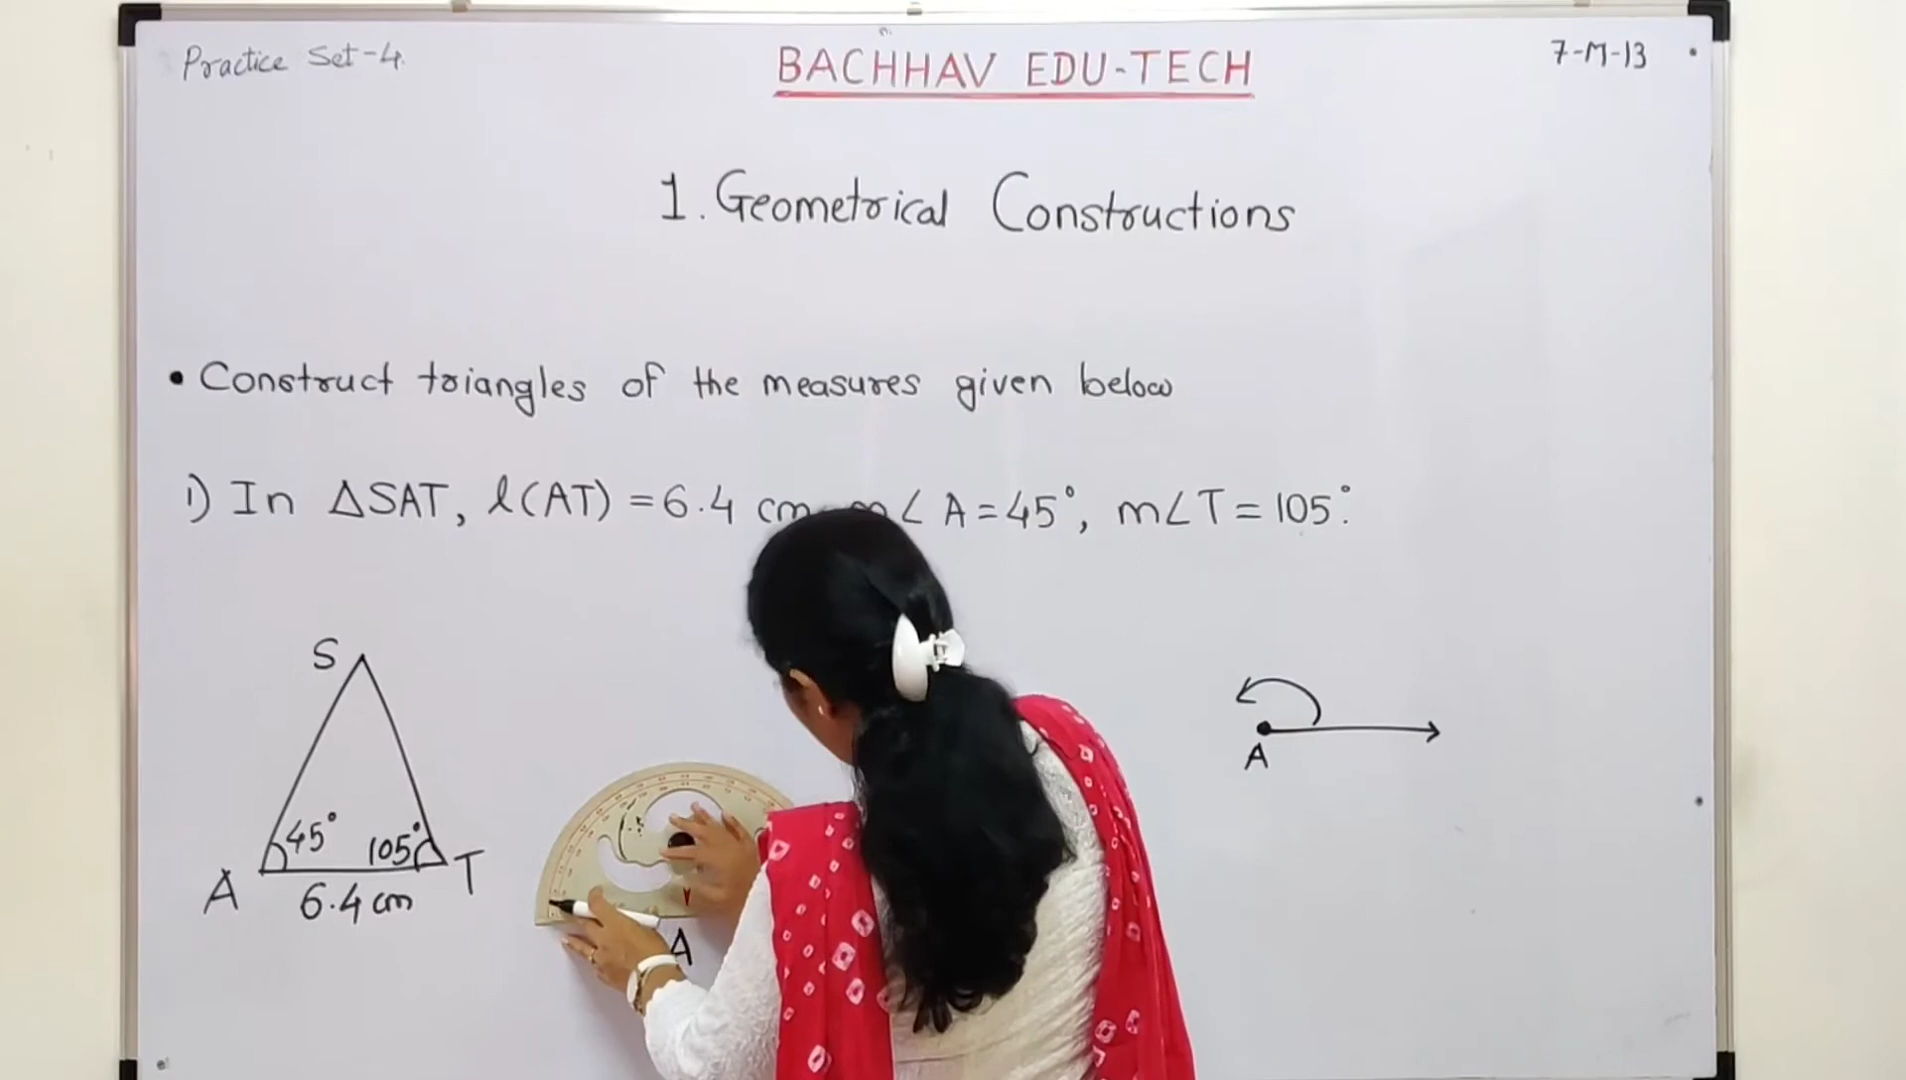 Practice Set-4.
BACHHAV EDU-TECH
7-M-13
1. Geometrical Constructions
• Construct triangles of the measures given below
i) In ΔSAT, l(AT) = 6.4 cm, m∠A = 45°, m∠T = 105°.
S
45° 105°
A T
6.4 cm
A
A